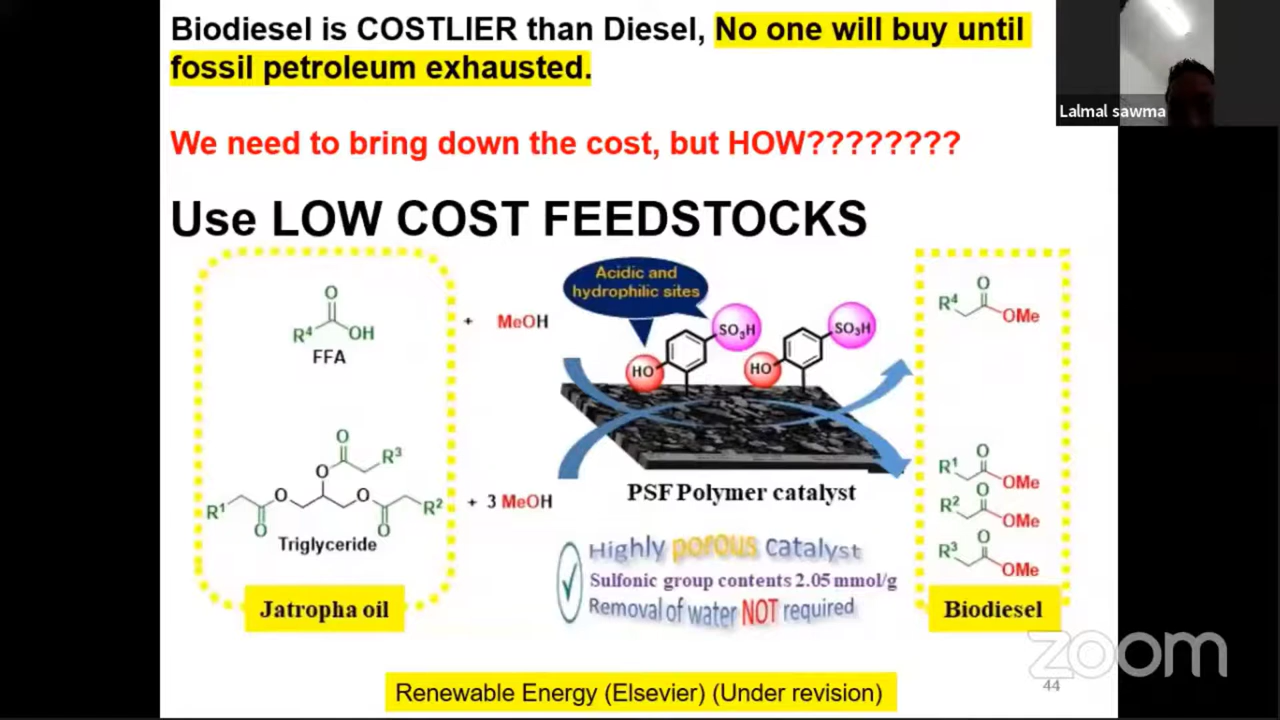 Biodiesel is COSTLIER than Diesel, No one will buy until
fossil petroleum exhausted.
Lalmal sawma
We need to bring down the cost, but HOW????????
Use LOW COST FEEDSTOCKS
O
R⁴ OH
FFA
+ MeOH
Acidic and
hydrophilic sites
SO₃H
SO₃H
HO
HO
O
R⁴ OMe
O
R³
O
R¹ O O R²
O O
Triglyceride
+ 3 MeOH
PSF Polymer catalyst
O
R¹ OMe
O
R² OMe
O
R³ OMe
Highly porous catalyst
Sulfonic group contents 2.05 mmol/g
Removal of water NOT required
Jatropha oil
Biodiesel
zoom
44
Renewable Energy (Elsevier) (Under revision)